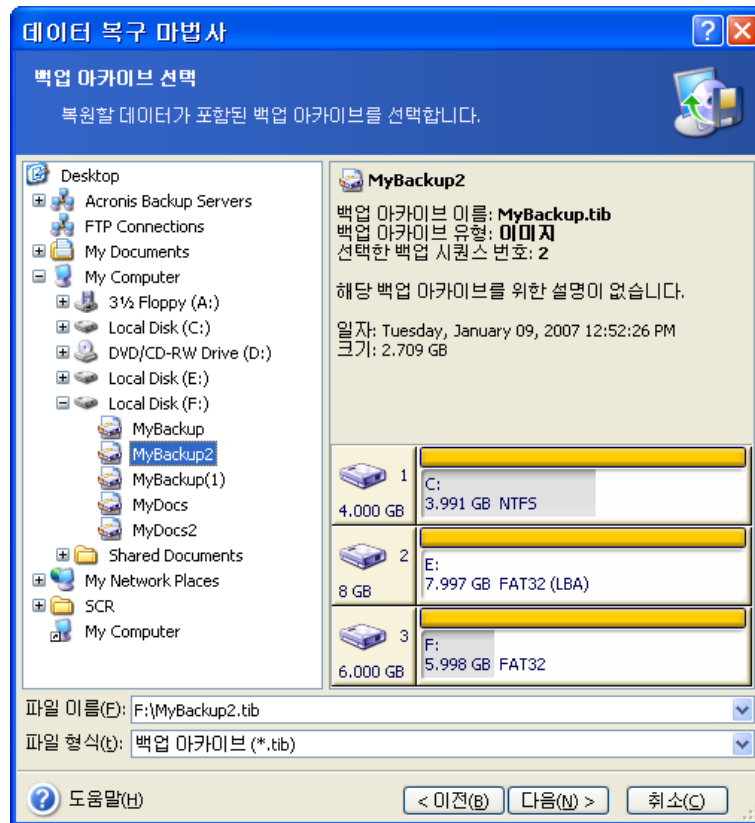 데이터 복구 마법사
백업 아카이브 선택
복원할 데이터가 포함된 백업 아카이브를 선택합니다.
Desktop
Acronis Backup Servers
FTP Connections
My Documents
My Computer
3½ Floppy (A:)
Local Disk (C:)
DVD/CD-RW Drive (D:)
Local Disk (E:)
Local Disk (F:)
MyBackup
MyBackup2
MyBackup(1)
MyDocs
MyDocs2
Shared Documents
My Network Places
SCR
My Computer
MyBackup2
백업 아카이브 이름: MyBackup.tib
백업 아카이브 유형: 이미지
선택한 백업 시퀀스 번호: 2
해당 백업 아카이브를 위한 설명이 없습니다.
일자: Tuesday, January 09, 2007 12:52:26 PM
크기: 2.709 GB
1
4.000 GB
C:
3.991 GB NTFS
2
8 GB
E:
7.997 GB FAT32 (LBA)
3
6.000 GB
F:
5.998 GB FAT32
파일 이름(F): F:\MyBackup2.tib
파일 형식(t): 백업 아카이브 (*.tib)
도움말(H)
< 이전(B)
다음(N) >
취소(C)